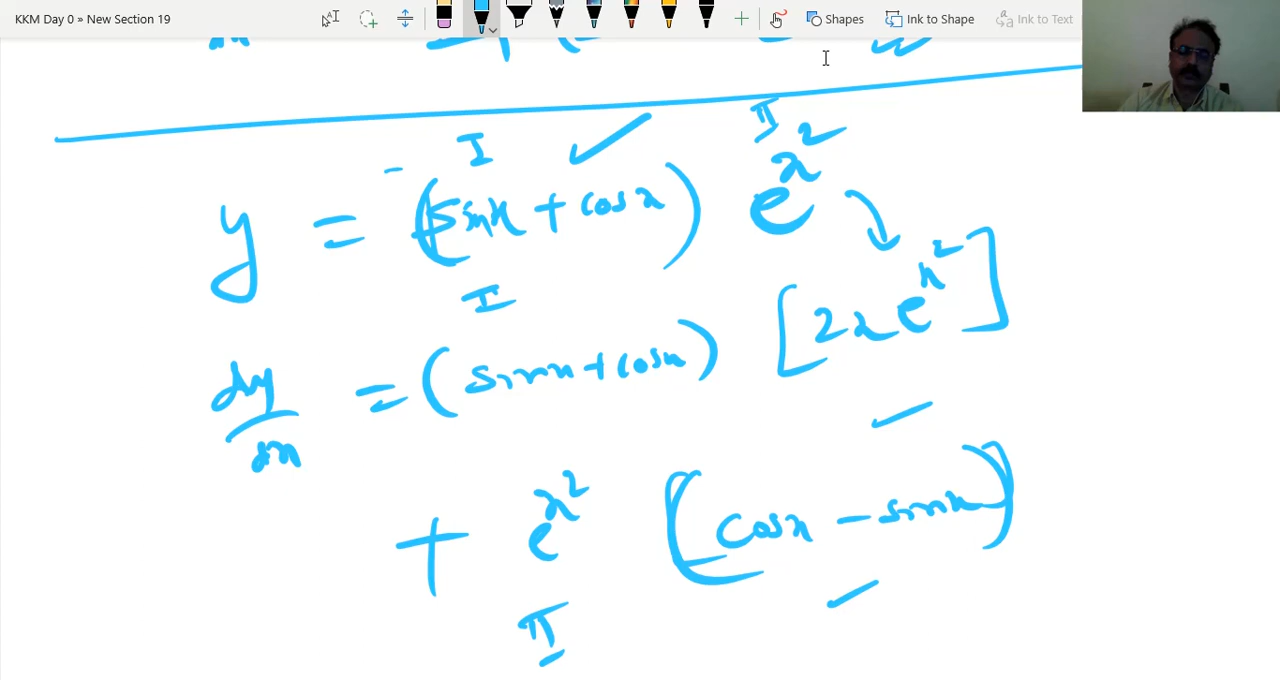 KKM Day 0 » New Section 19
Shapes
Ink to Shape
Ink to Text
I II
y = (sinx + cosx) e^x²
I
dy/dx = (sinx + cosx) [2x e^x²]
+ e^x² (cosx - sinx)
II